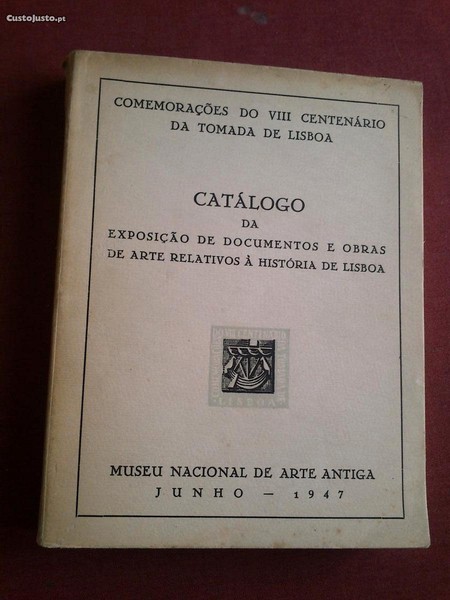 CustoJusto.pt
COMEMORAÇÕES DO VIII CENTENÁRIO
DA TOMADA DE LISBOA
CATÁLOGO
DA
EXPOSIÇÃO DE DOCUMENTOS E OBRAS
DE ARTE RELATIVOS À HISTÓRIA DE LISBOA
LISBOA
MUSEU NACIONAL DE ARTE ANTIGA
JUNHO — 1947